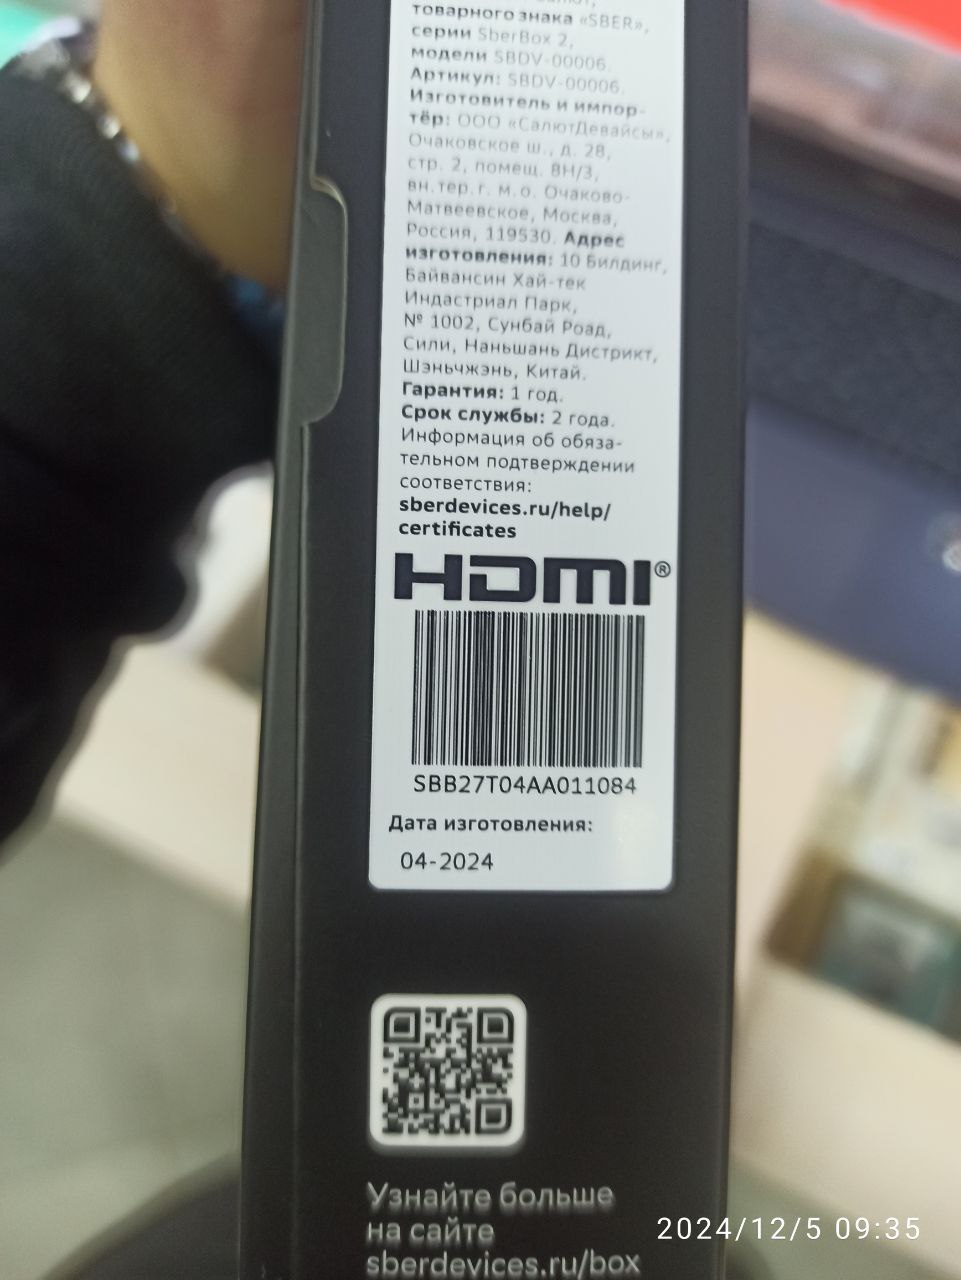 товарного знака «SBER»,
серии SberBox 2,
модели SBDV-00006.
Артикул: SBDV-00006.
Изготовитель и импор-
тёр: ООО «СалютДевайсы»,
Очаковское ш., д. 28,
стр. 2, помещ. 8Н/3,
вн.тер.г. м.о. Очаково-
Матвеевское, Москва,
Россия, 119530. Адрес
изготовления: 10 Билдинг,
Байвансин Хай-тек
Индастриал Парк,
№ 1002, Сунбай Роад,
Сили, Наньшань Дистрикт,
Шэньчжэнь, Китай.
Гарантия: 1 год.
Срок службы: 2 года.
Информация об обяза-
тельном подтверждении
соответствия:
sberdevices.ru/help/
certificates
HDMI®
SBB27T04AA011084
Дата изготовления:
04-2024
Узнайте больше
на сайте
sberdevices.ru/box
2024/12/5 09:35